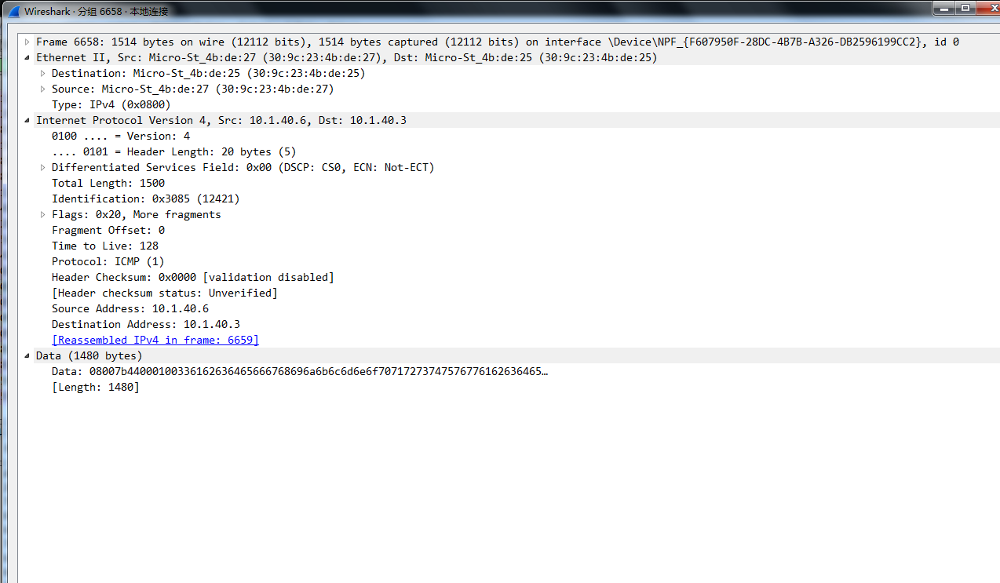 Wireshark · 分组 6658 · 本地连接
Frame 6658: 1514 bytes on wire (12112 bits), 1514 bytes captured (12112 bits) on interface \Device\NPF_{F607950F-28DC-4B7B-A326-DB2596199CC2}, id 0
Ethernet II, Src: Micro-St_4b:de:27 (30:9c:23:4b:de:27), Dst: Micro-St_4b:de:25 (30:9c:23:4b:de:25)
Destination: Micro-St_4b:de:25 (30:9c:23:4b:de:25)
Source: Micro-St_4b:de:27 (30:9c:23:4b:de:27)
Type: IPv4 (0x0800)
Internet Protocol Version 4, Src: 10.1.40.6, Dst: 10.1.40.3
0100 .... = Version: 4
.... 0101 = Header Length: 20 bytes (5)
Differentiated Services Field: 0x00 (DSCP: CS0, ECN: Not-ECT)
Total Length: 1500
Identification: 0x3085 (12421)
Flags: 0x20, More fragments
Fragment Offset: 0
Time to Live: 128
Protocol: ICMP (1)
Header Checksum: 0x0000 [validation disabled]
[Header checksum status: Unverified]
Source Address: 10.1.40.6
Destination Address: 10.1.40.3
[Reassembled IPv4 in frame: 6659]
Data (1480 bytes)
Data: 08007b44000100336162636465666768696a6b6c6d6e6f70717273747576776162636465…
[Length: 1480]